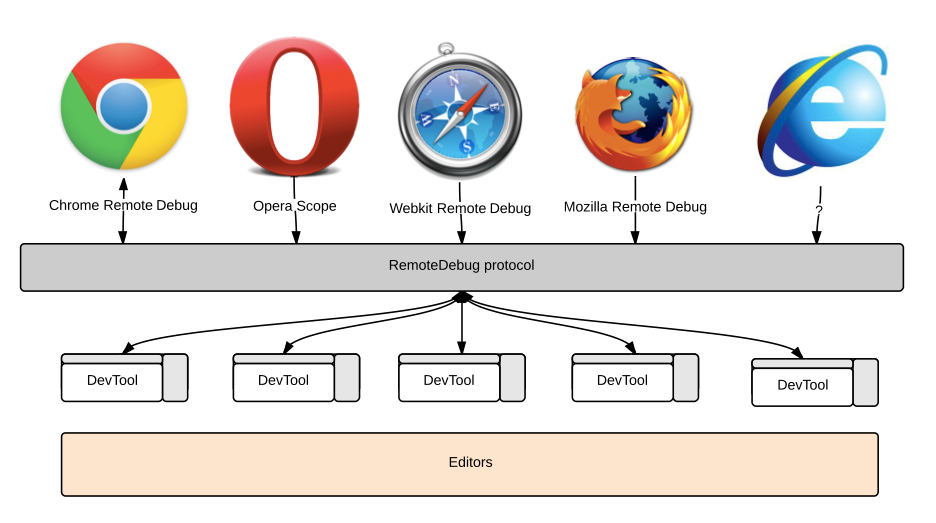 Chrome Remote Debug
Opera Scope
Webkit Remote Debug
Mozilla Remote Debug
?
RemoteDebug protocol
DevTool
DevTool
DevTool
DevTool
DevTool
Editors